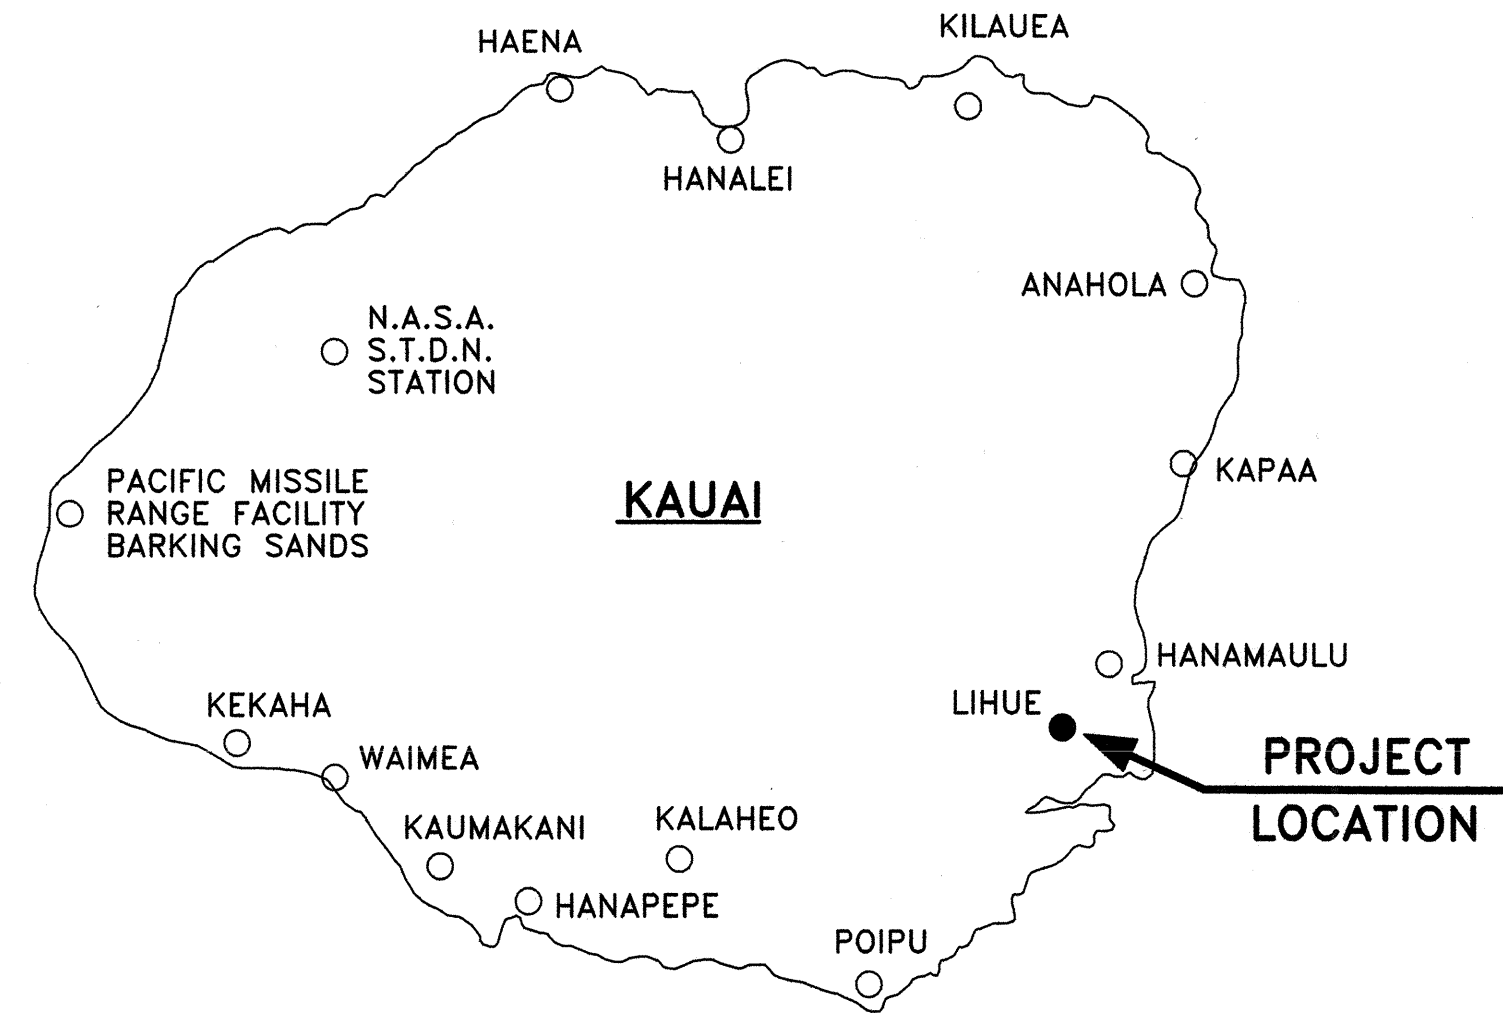 KILAUEA
HAENA
HANALEI
ANAHOLA
N.A.S.A.
S.T.D.N.
STATION
PACIFIC MISSILE
RANGE FACILITY
BARKING SANDS
KAUAI
KAPAA
HANAMAULU
LIHUE
KEKAHA
WAIMEA
PROJECT
LOCATION
KAUMAKANI
KALAHEO
HANAPEPE
POIPU